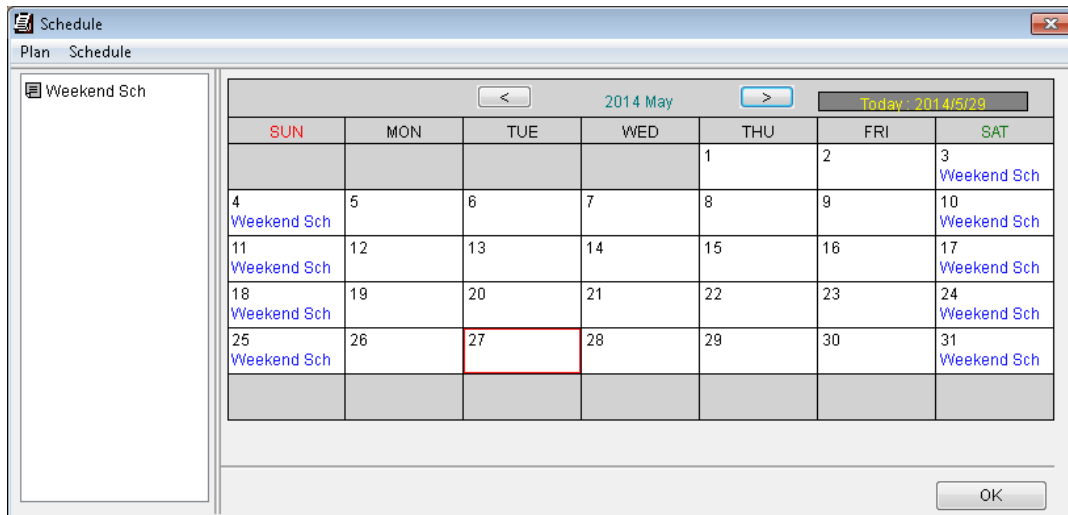 Schedule
Plan Schedule
Weekend Sch
< 2014 May > Today : 2014/5/29
SUN MON TUE WED THU FRI SAT
1 2 3
Weekend Sch
4 5 6 7 8 9 10
Weekend Sch Weekend Sch
11 12 13 14 15 16 17
Weekend Sch Weekend Sch
18 19 20 21 22 23 24
Weekend Sch Weekend Sch
25 26 27 28 29 30 31
Weekend Sch Weekend Sch
OK